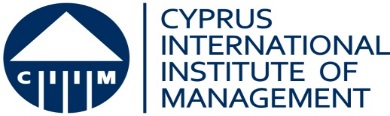 CIIM
CYPRUS
INTERNATIONAL
INSTITUTE OF
MANAGEMENT